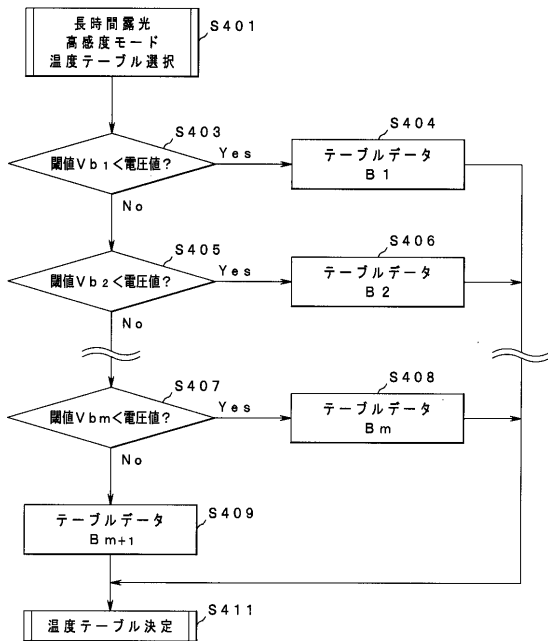 長時間露光
高感度モード
温度テーブル選択
S401
S403
閾値Vb1<電圧値?
Yes
S404
テーブルデータ
B1
No
S405
閾値Vb2<電圧値?
Yes
S406
テーブルデータ
B2
No
S407
閾値Vbm<電圧値?
Yes
S408
テーブルデータ
Bm
No
テーブルデータ
Bm+1
S409
温度テーブル決定
S411